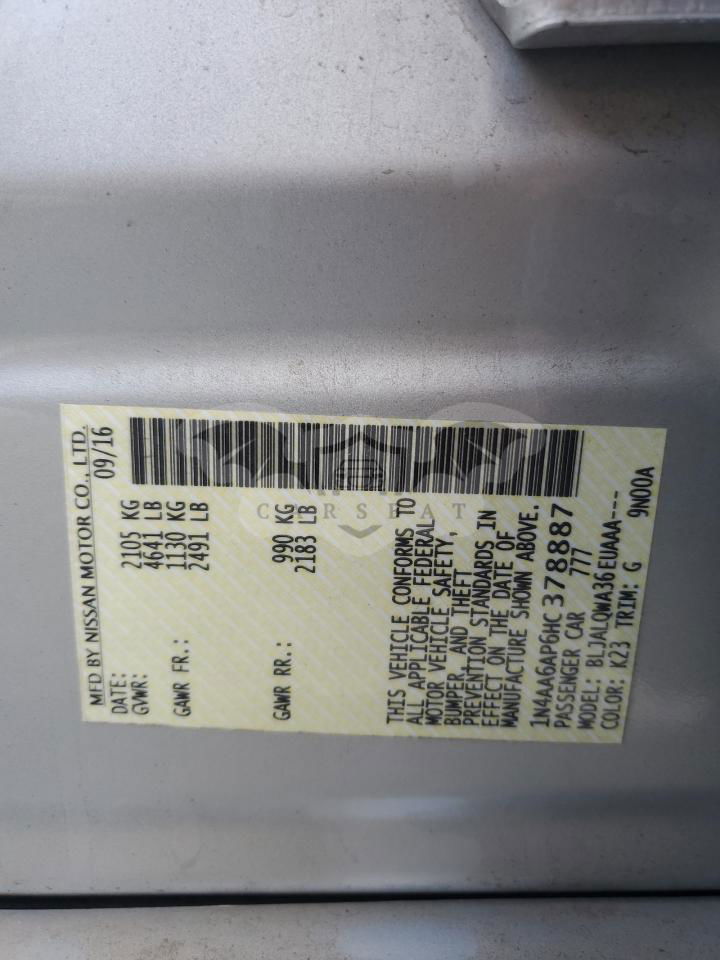 MFD BY NISSAN MOTOR CO., LTD.
DATE: 09/16
GVWR: 2105 KG
4641 LB
GAWR FR.: 1130 KG
2491 LB
GAWR RR.: 990 KG
2183 LB
THIS VEHICLE CONFORMS TO
ALL APPLICABLE FEDERAL
MOTOR VEHICLE SAFETY,
BUMPER, AND THEFT
PREVENTION STANDARDS IN
EFFECT ON THE DATE OF
MANUFACTURE SHOWN ABOVE.
1N4AA6AP6HC378887
PASSENGER CAR 777
MODEL: BLJALQWA36EUAAA---
COLOR: K23 TRIM: G 9N00A
CARSEAT